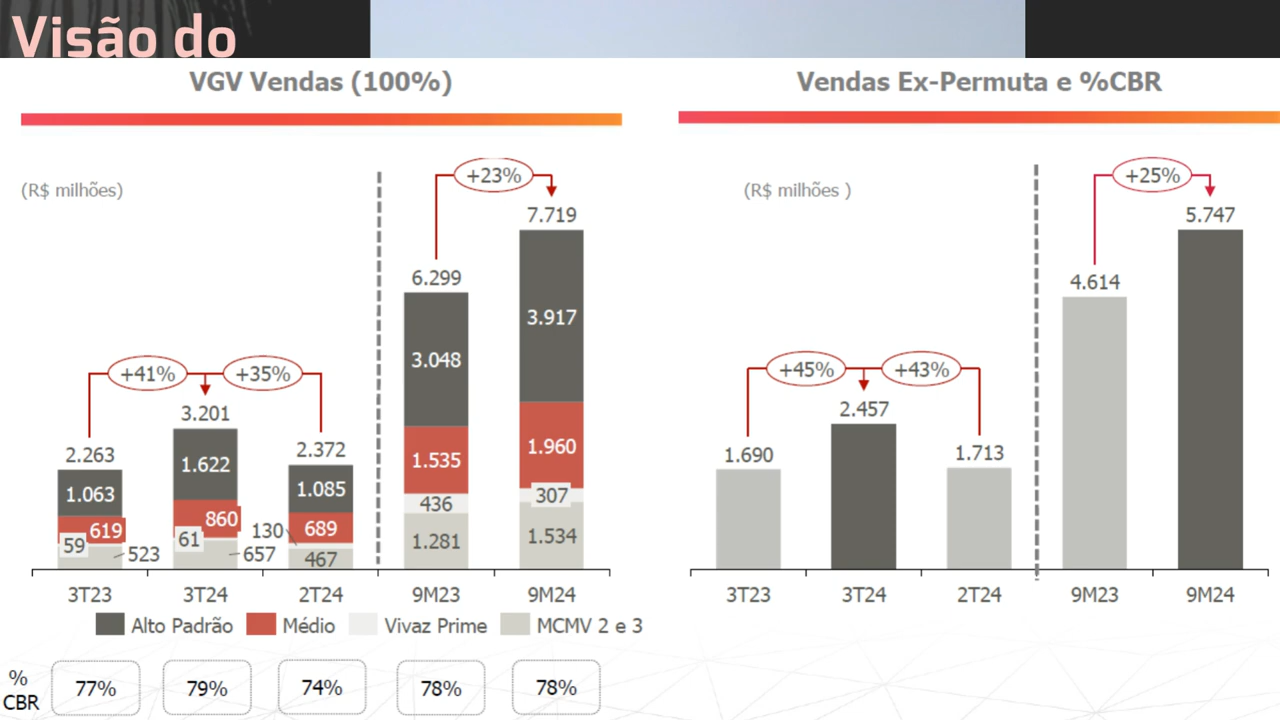 Visão do
VGV Vendas (100%)
(R$ milhões)
+41%
+35%
+23%
2.263
1.063
619
59
523
3.201
1.622
860
61
657
2.372
1.085
689
130
467
6.299
3.048
1.535
436
1.281
7.719
3.917
1.960
307
1.534
3T23
3T24
2T24
9M23
9M24
Alto Padrão
Médio
Vivaz Prime
MCMV 2 e 3
%
CBR
77%
79%
74%
78%
78%
Vendas Ex-Permuta e %CBR
(R$ milhões )
+45%
+43%
+25%
1.690
2.457
1.713
4.614
5.747
3T23
3T24
2T24
9M23
9M24